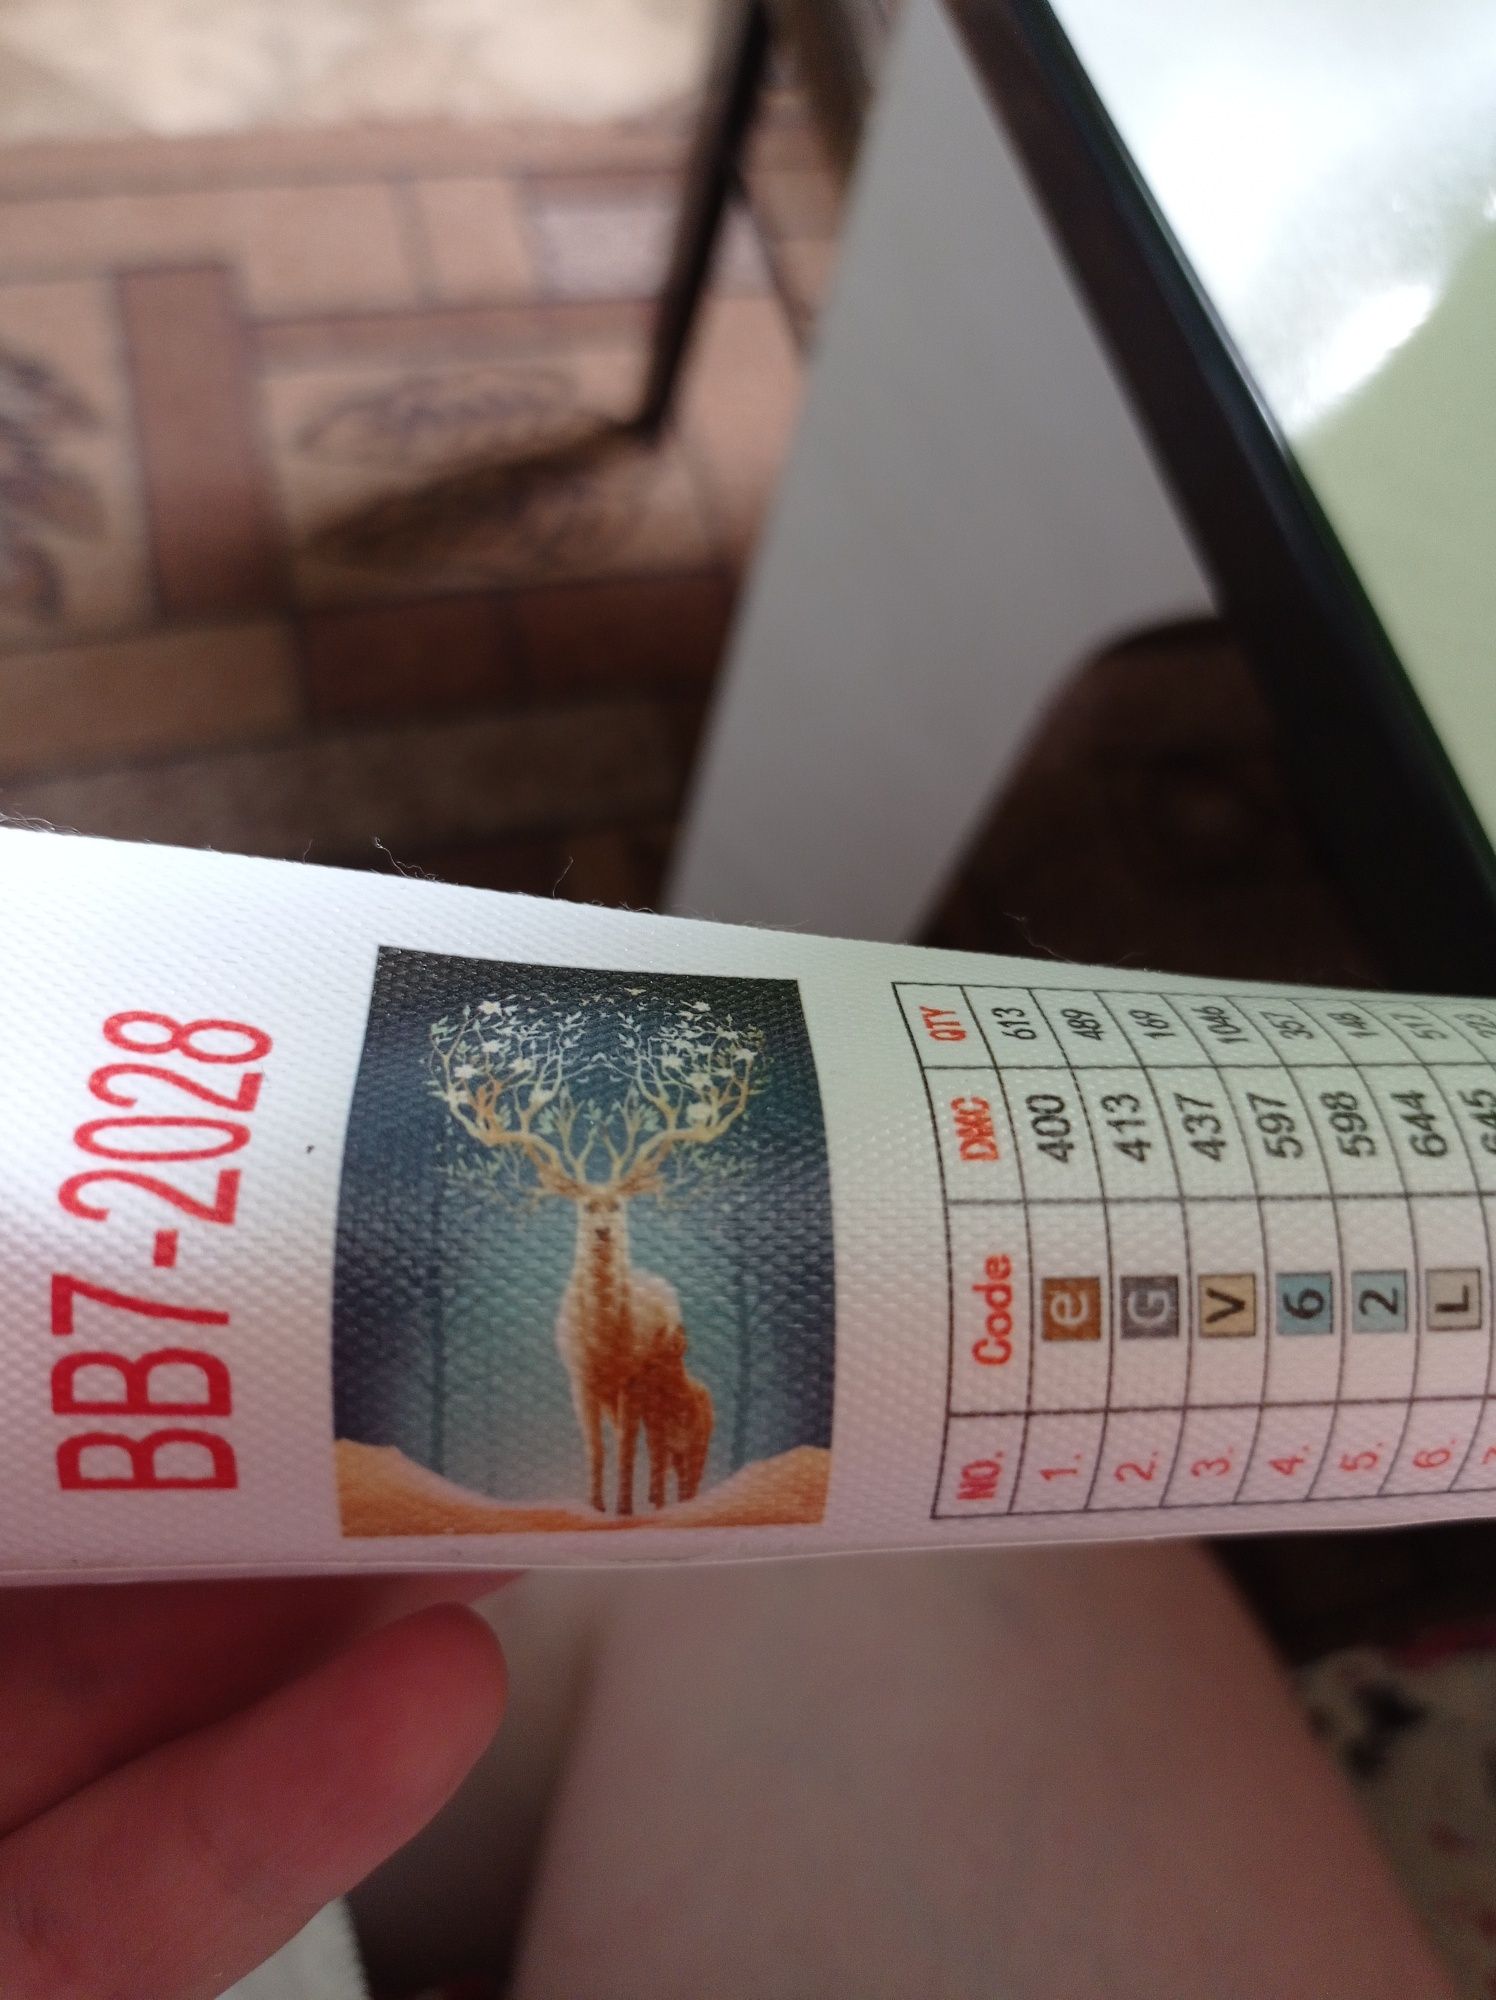 BB7-2028
NO. Code DMC QTY
1. e 400 613
2. G 413 489
3. V 437 169
4. 6 597 1046
5. 2 598 357
6. L 644 148
645 517